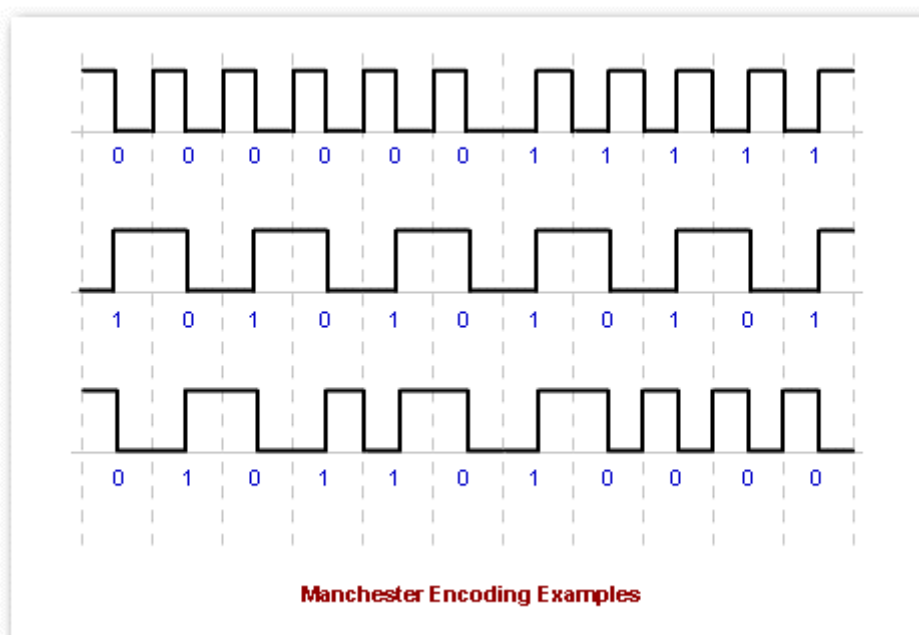 0 0 0 0 0 0 1 1 1 1 1
1 0 1 0 1 0 1 0 1 0 1
0 1 0 1 1 0 1 0 0 0 0
Manchester Encoding Examples